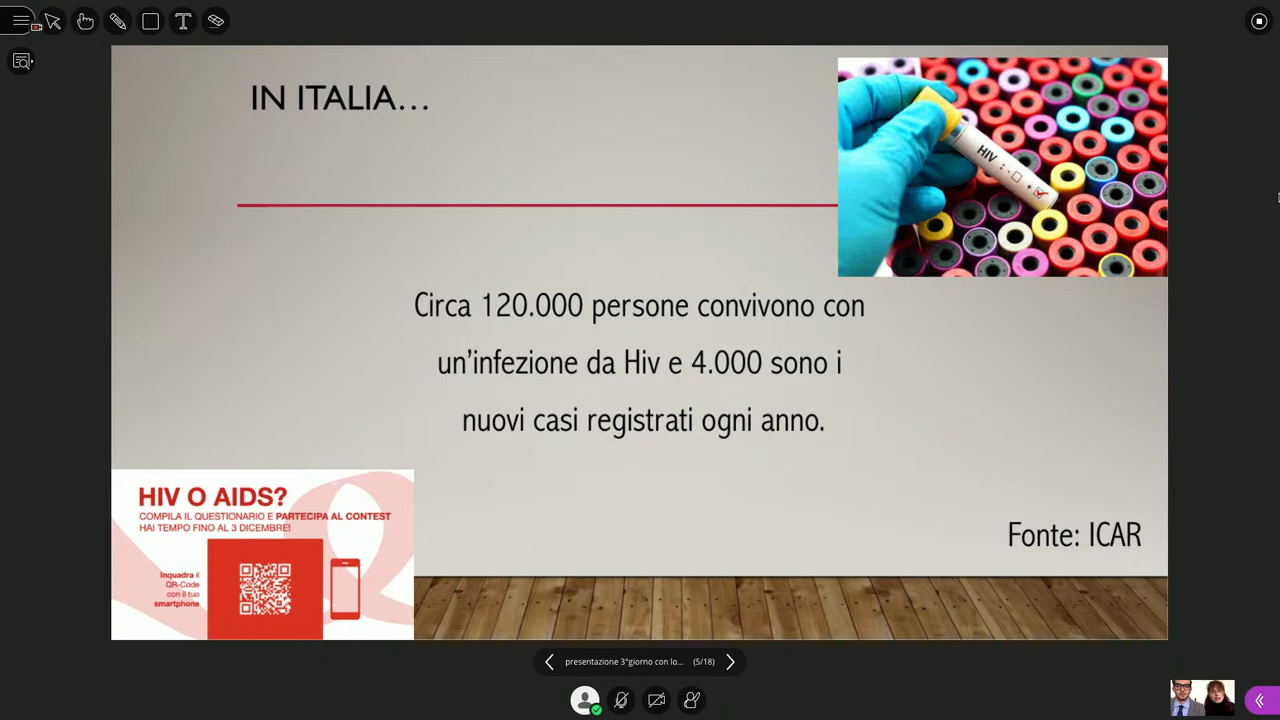 IN ITALIA...
HIV : - +
Circa 120.000 persone convivono con
un'infezione da Hiv e 4.000 sono i
nuovi casi registrati ogni anno.
Fonte: ICAR
HIV O AIDS?
COMPILA IL QUESTIONARIO E PARTECIPA AL CONTEST
HAI TEMPO FINO AL 3 DICEMBRE!
Inquadra il
QR-Code
con il tuo
smartphone
presentazione 3°giorno con lo... (5/18)